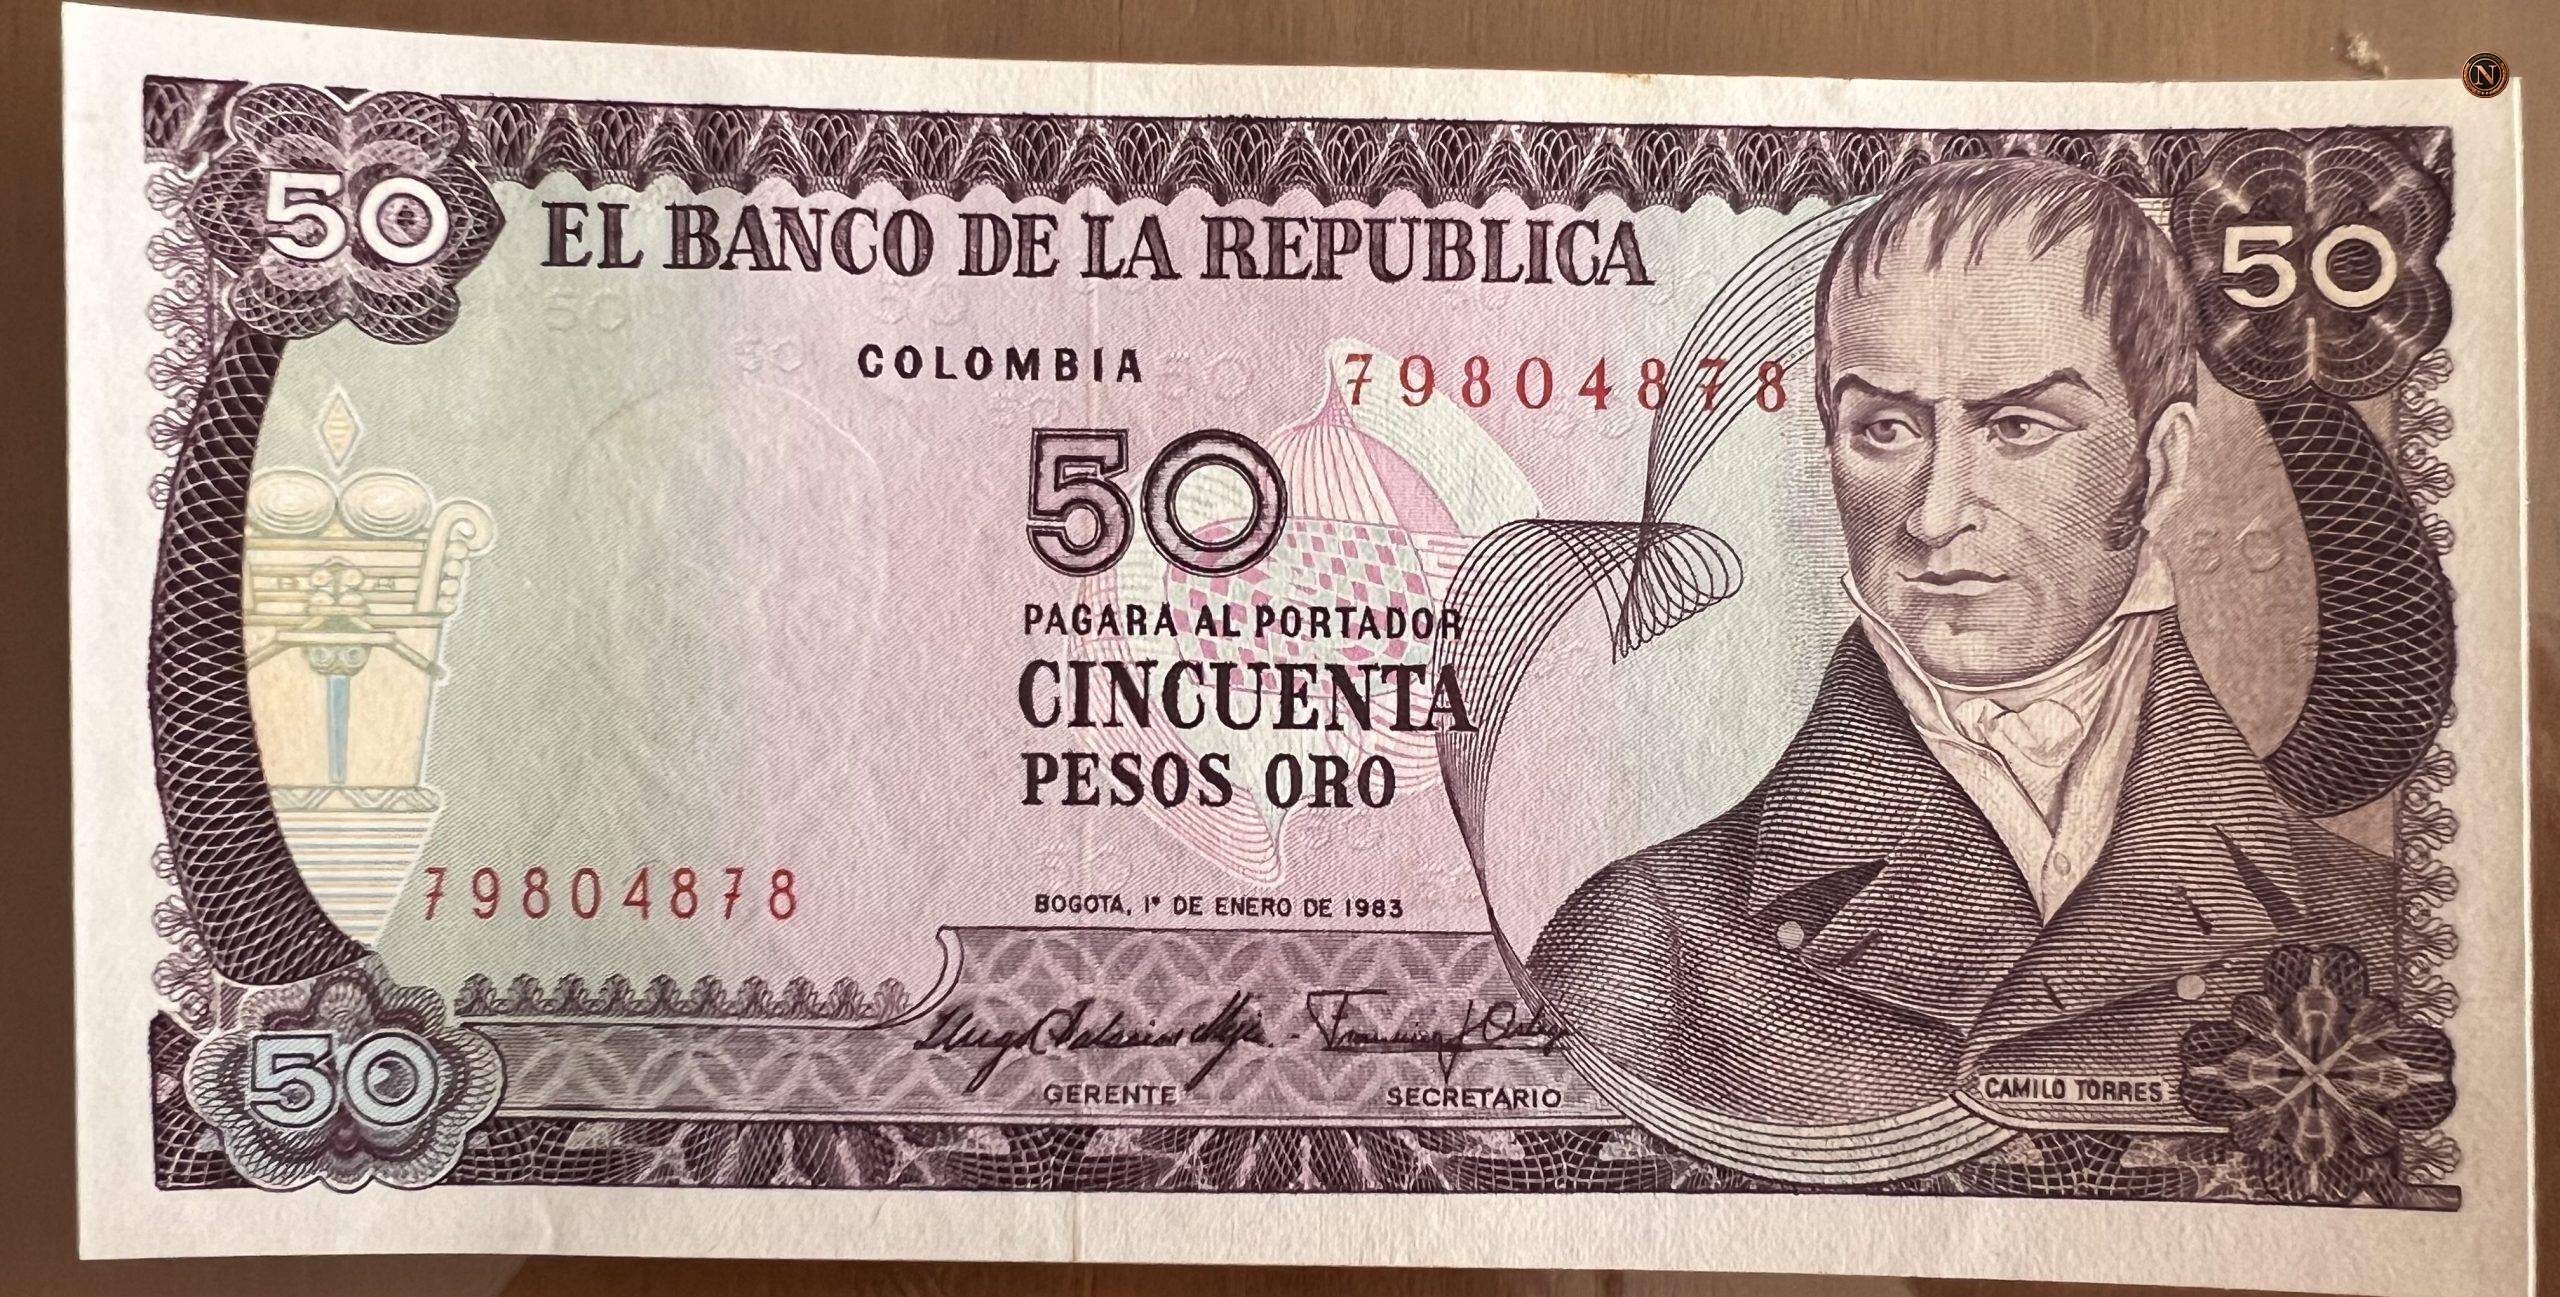 50
EL BANCO DE LA REPUBLICA
50
COLOMBIA
79804878
50
PAGARA AL PORTADOR
CINCUENTA
PESOS ORO
79804878
BOGOTA, 1º DE ENERO DE 1983
50
GERENTE
SECRETARIO
CAMILO TORRES
N